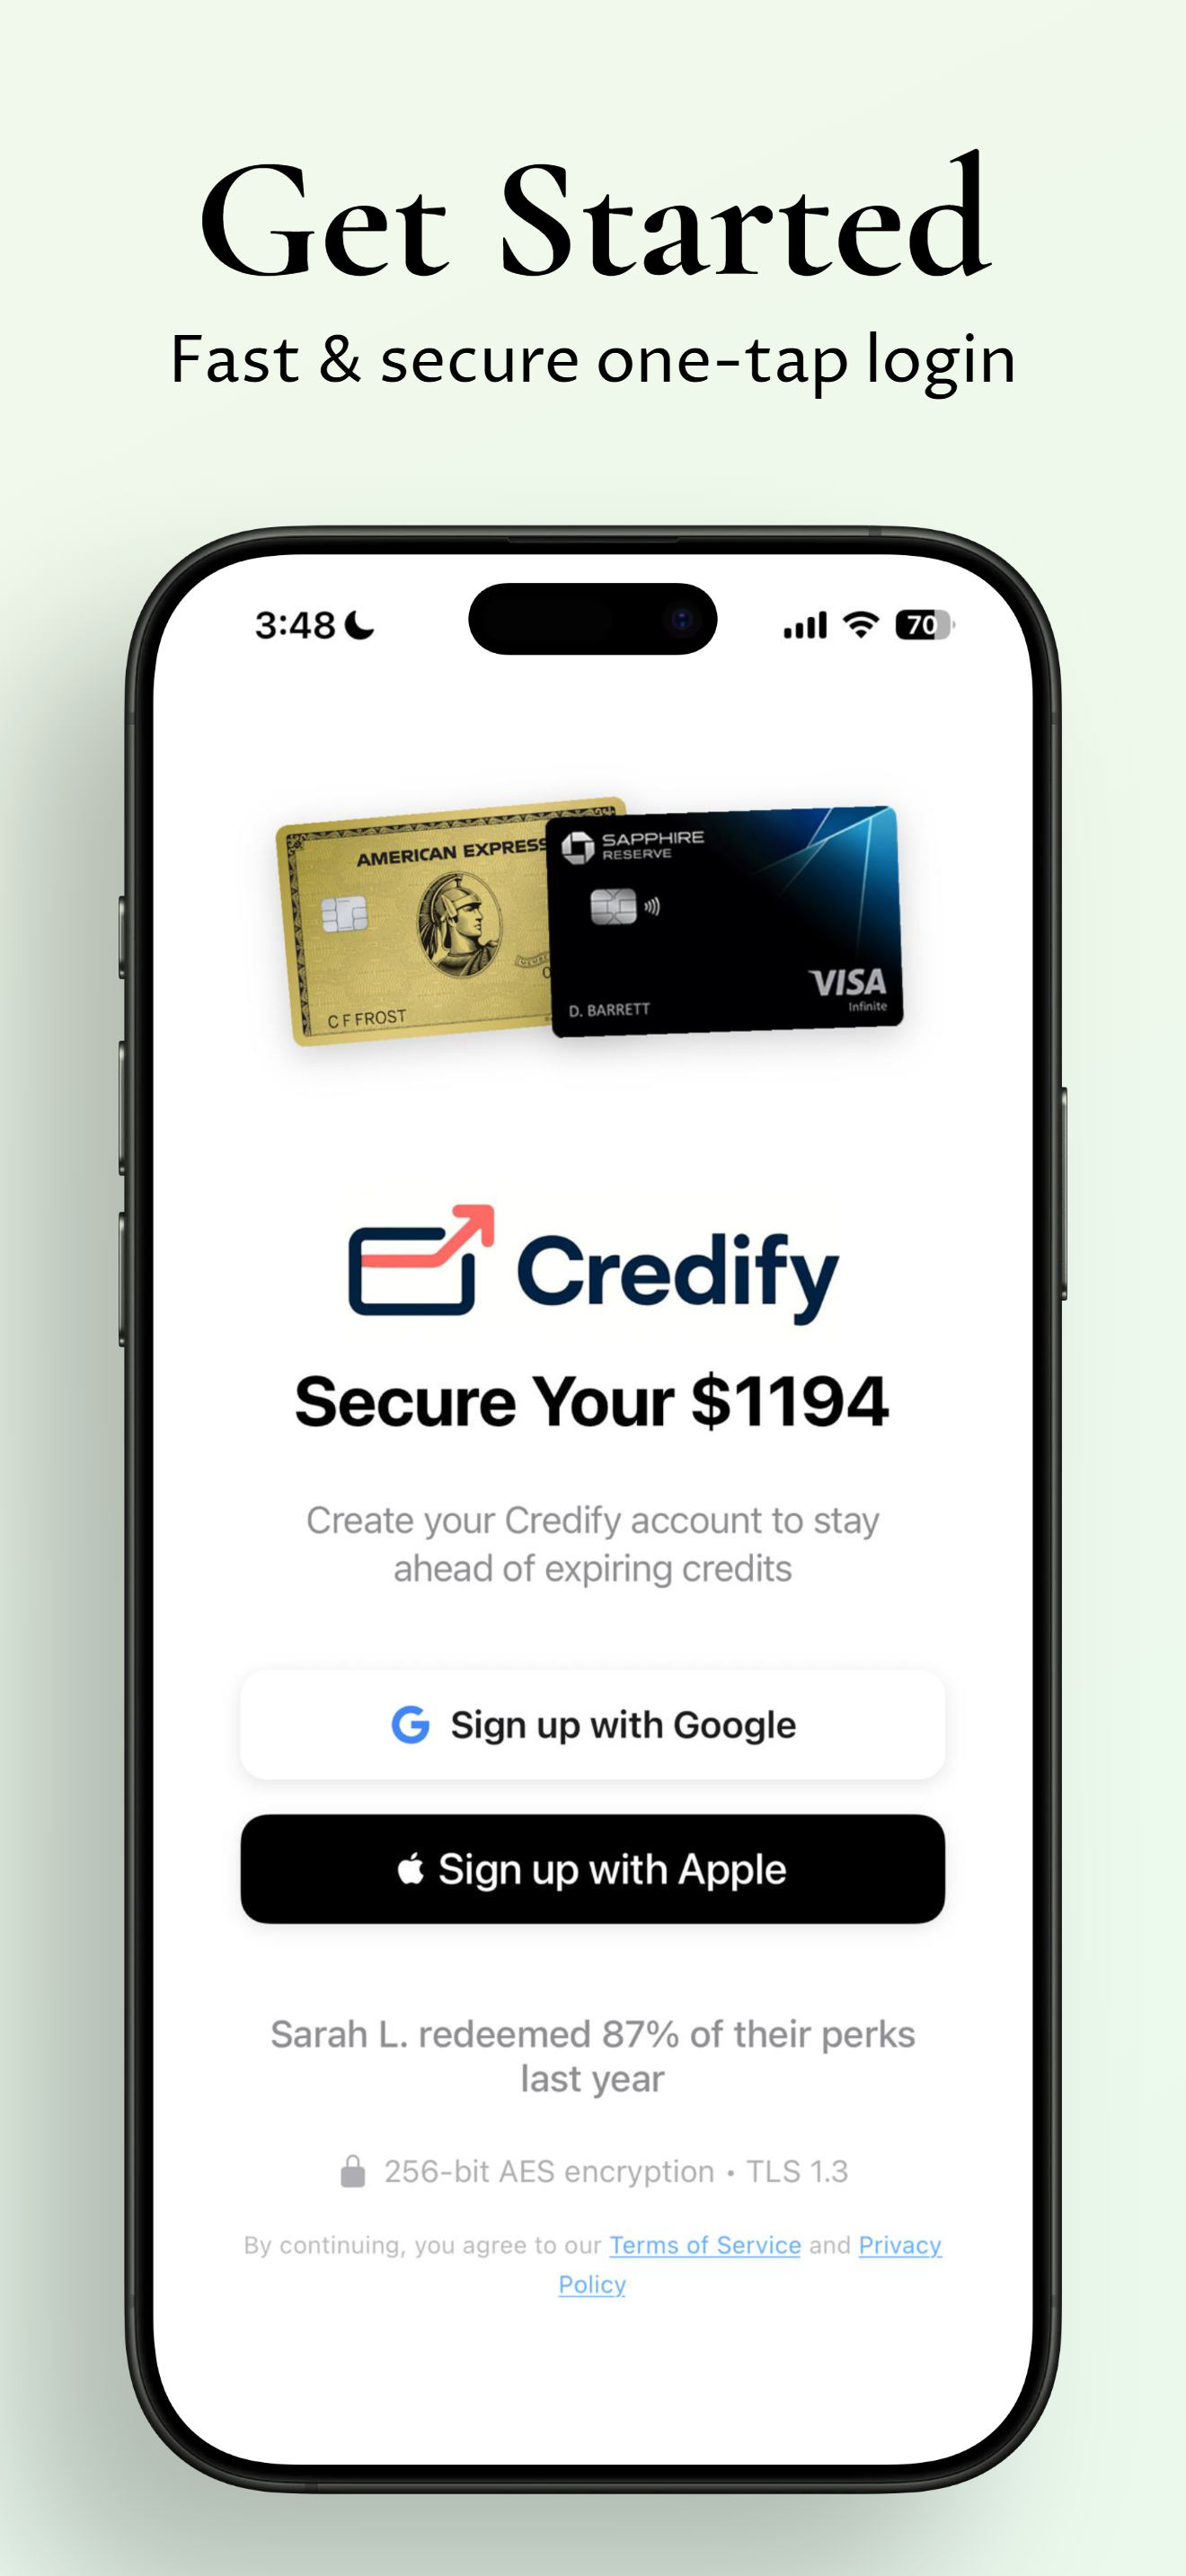 Get Started
Fast & secure one-tap login
3:48
70
AMERICAN EXPRESS
C F FROST
SAPPHIRE
RESERVE
D. BARRETT
VISA
Infinite
Credify
Secure Your $1194
Create your Credify account to stay
ahead of expiring credits
G Sign up with Google
Sign up with Apple
Sarah L. redeemed 87% of their perks
last year
256-bit AES encryption • TLS 1.3
By continuing, you agree to our Terms of Service and Privacy
Policy